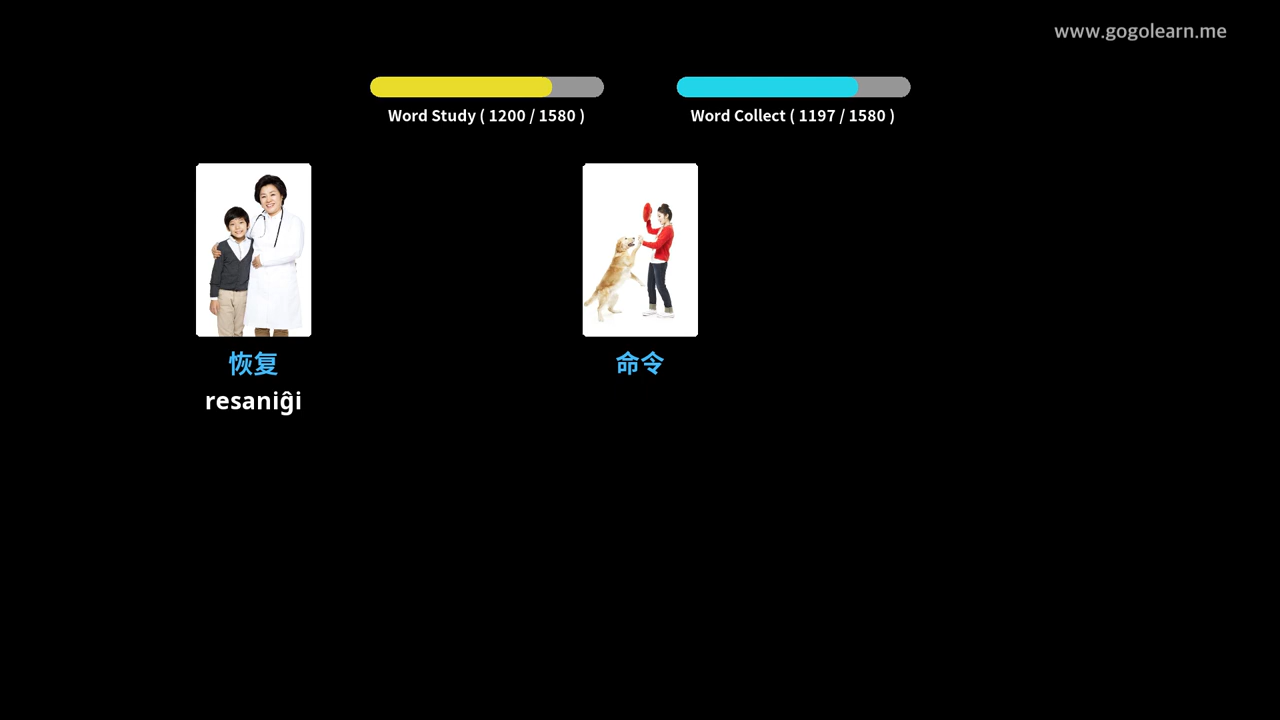 www.gogolearn.me
Word Study ( 1200 / 1580 )
Word Collect ( 1197 / 1580 )
恢复
resaniĝi
命令